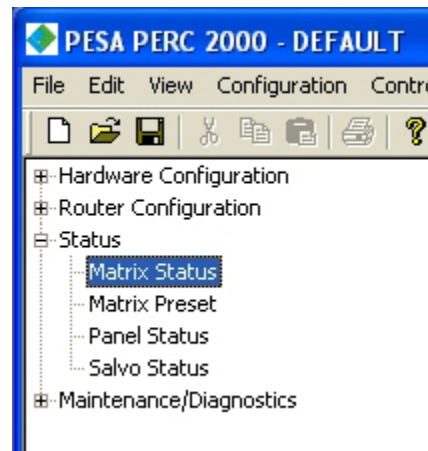 PESA PERC 2000 - DEFAULT
File Edit View Configuration Contr
?
Hardware Configuration
Router Configuration
Status
Matrix Status
Matrix Preset
Panel Status
Salvo Status
Maintenance/Diagnostics